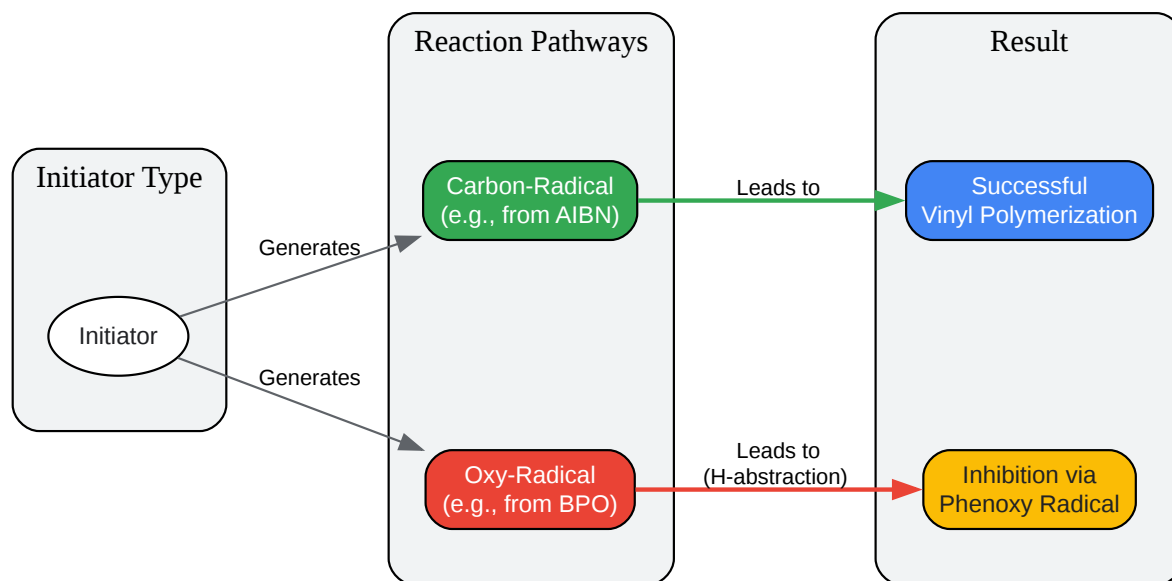 Reaction Pathways
Result
Initiator Type
Carbon-Radical
(e.g., from AIBN)
Leads to
Successful
Vinyl Polymerization
Generates
Initiator
Generates
Oxy-Radical
(e.g., from BPO)
Leads to
(H-abstraction)
Inhibition via
Phenoxy Radical